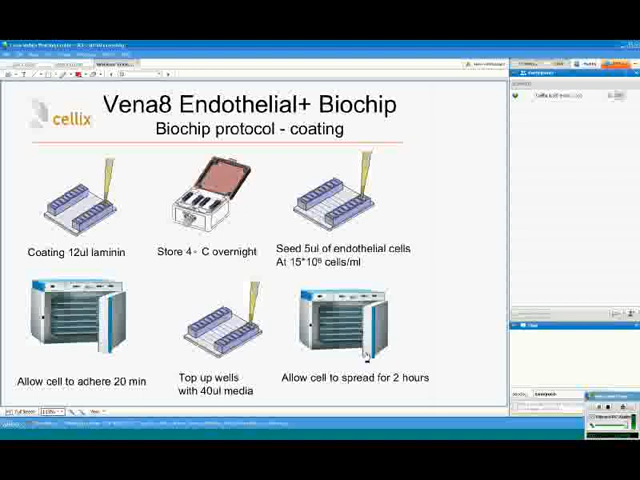 Vena8 Endothelial+ Biochip
Biochip protocol - coating
cellix
Coating 12ul laminin
Store 4 - C overnight
Seed 5ul of endothelial cells
At 15*10⁶ cells/ml
Allow cell to adhere 20 min
Top up wells
with 40ul media
Allow cell to spread for 2 hours